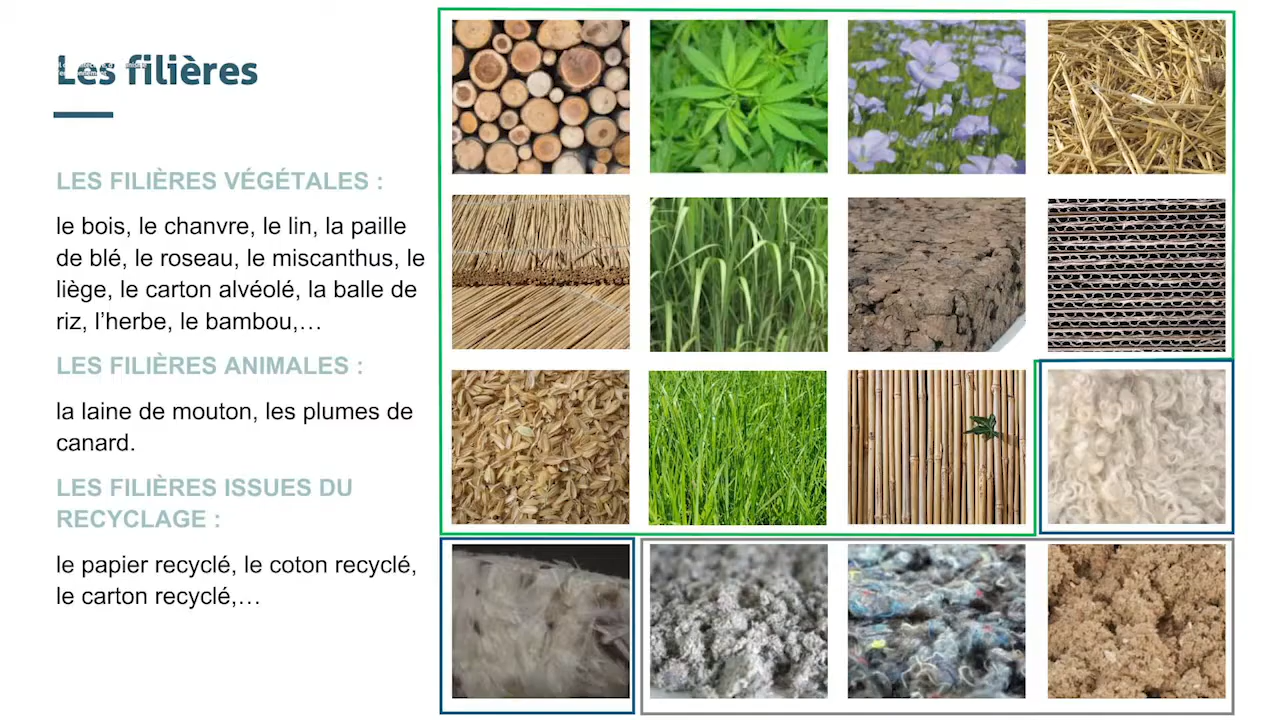 Les filières
LES FILIÈRES VÉGÉTALES :
le bois, le chanvre, le lin, la paille
de blé, le roseau, le miscanthus, le
liège, le carton alvéolé, la balle de
riz, l’herbe, le bambou,…
LES FILIÈRES ANIMALES :
la laine de mouton, les plumes de
canard.
LES FILIÈRES ISSUES DU
RECYCLAGE :
le papier recyclé, le coton recyclé,
le carton recyclé,…